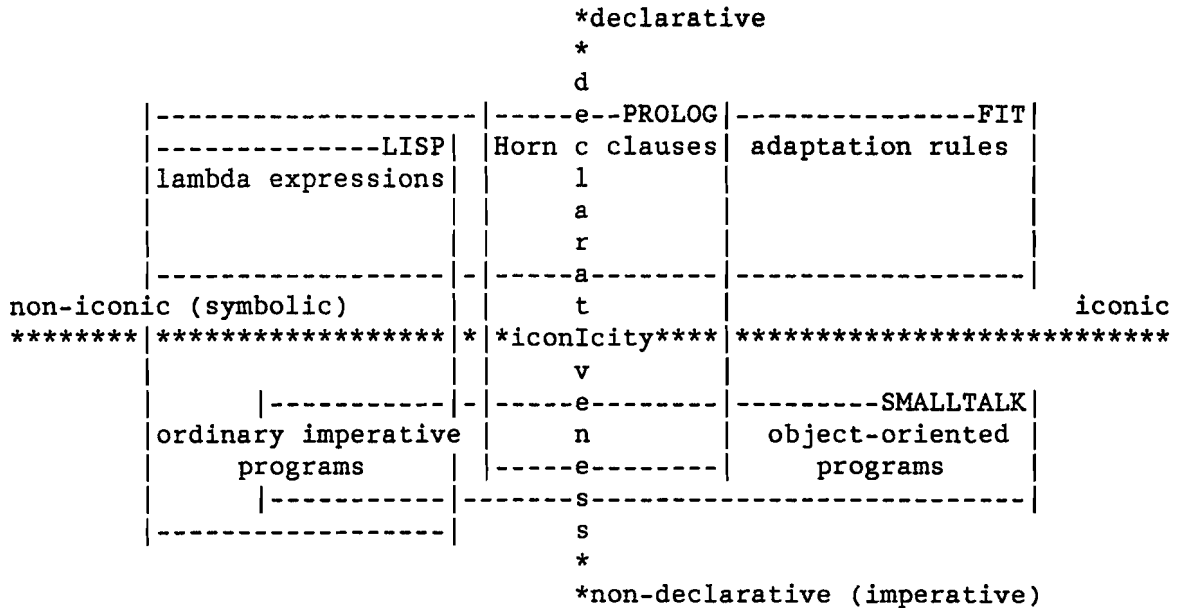 *declarative
*
d
|--------------------|-----e--PROLOG|---------------FIT|
|--------------LISP| |Horn c clauses| adaptation rules |
|lambda expressions| | l | |
| | | a | |
| | | r | |
|------------------|-|-----a--------|------------------|
non-iconic (symbolic) t iconic
********|******************|*|*iconIcity****|***************************
| | | v |
| |-----------|-|-----e--------|---------SMALLTALK|
|ordinary imperative | n | object-oriented |
| programs | |-----e--------| programs |
| |-----------|-------s----------------------------|
|------------------| s
*
*non-declarative (imperative)